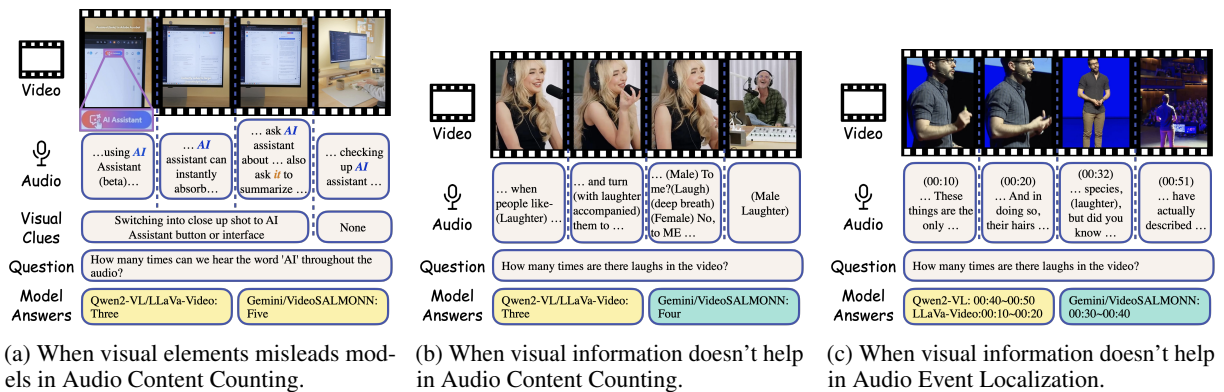 Video
AI Assistant
Audio
…using AI
Assistant
(beta)…
… AI
assistant can
instantly
absorb…
… ask AI
assistant
about … also
ask it to
summarize …
… checking
up AI
assistant …
Visual
Clues
Switching into close up shot to AI
Assistant button or interface
None
Question
How many times can we hear the word 'AI' throughout the
audio?
Model
Answers
Qwen2-VL/LLaVa-Video:
Three
Gemini/VideoSALMONN:
Five
(a) When visual elements misleads mod-
els in Audio Content Counting.
Video
Audio
… when
people like-
(Laughter) …
… and turn
(with laughter
accompanied)
them to …
… (Male) To
me?(Laugh)
(deep breath)
(Female) No,
to ME …
(Male
Laughter)
Question
How many times are there laughs in the video?
Model
Answers
Qwen2-VL/LLaVa-Video:
Three
Gemini/VideoSALMONN:
Four
(b) When visual information doesn't help
in Audio Content Counting.
Video
Audio
(00:10)
… These
things are the
only …
(00:20)
… And in
doing so,
their hairs …
(00:32)
… species,
(laughter),
but did you
know …
(00:51)
… have
actually
described …
Question
How many times are there laughs in the video?
Model
Answers
Qwen2-VL: 00:40~00:50
LLaVa-Video:00:10~00:20
Gemini/VideoSALMONN:
00:30~00:40
(c) When visual information doesn't help
in Audio Event Localization.